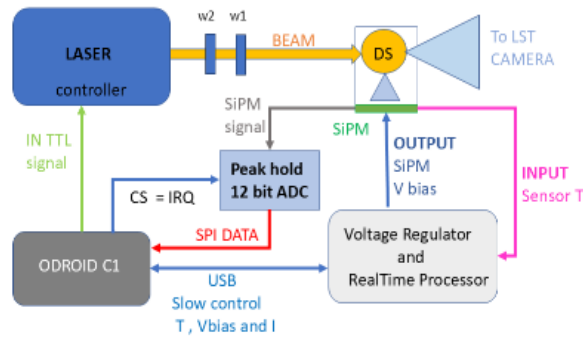 w2
w1
LASER
controller
BEAM
DS
To LST
CAMERA
SiPM
signal
SiPM
IN TTL
signal
OUTPUT
SiPM
V bias
INPUT
Sensor T
Peak hold
12 bit ADC
CS = IRQ
SPI DATA
Voltage Regulator
and
RealTime Processor
ODROID C1
USB
Slow control
T , Vbias and I